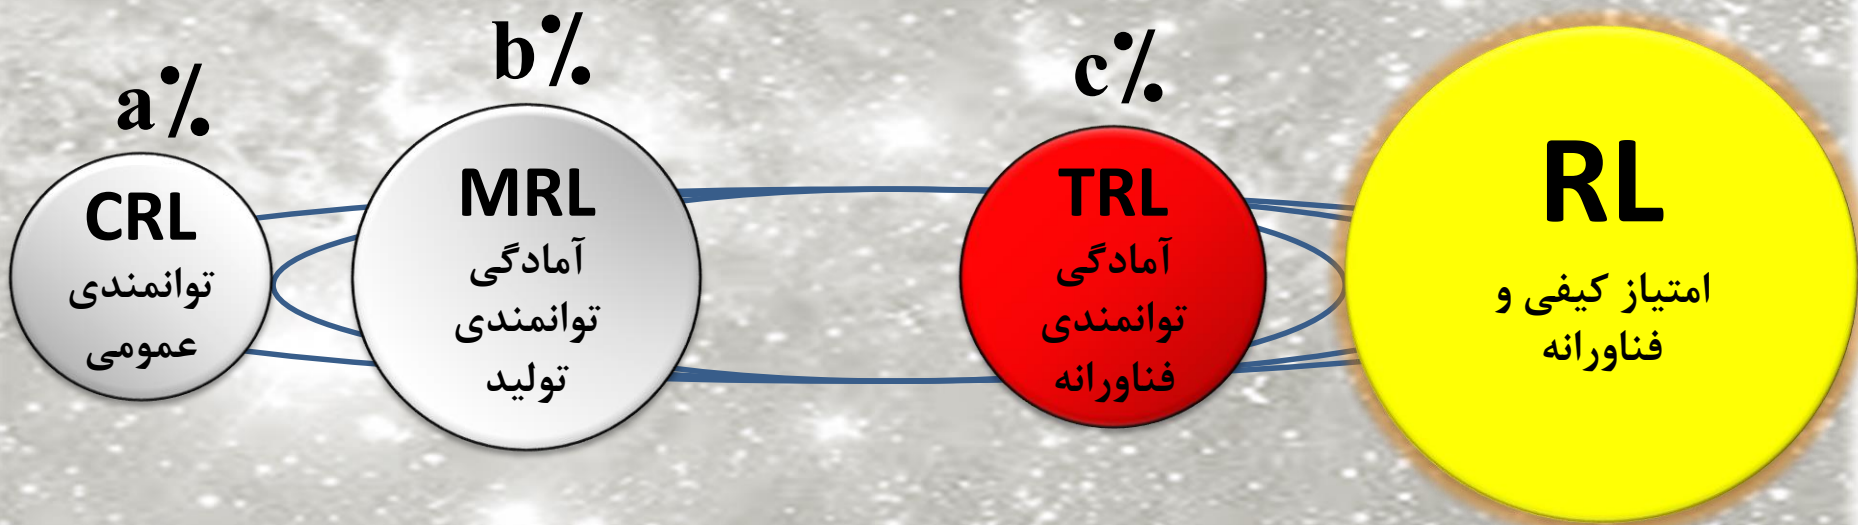 a٪
CRL
توانمندی
عمومی
b٪
MRL
آمادگی
توانمندی
تولید
c٪
TRL
آمادگی
توانمندی
فناورانه
RL
امتیاز کیفی و
فناورانه